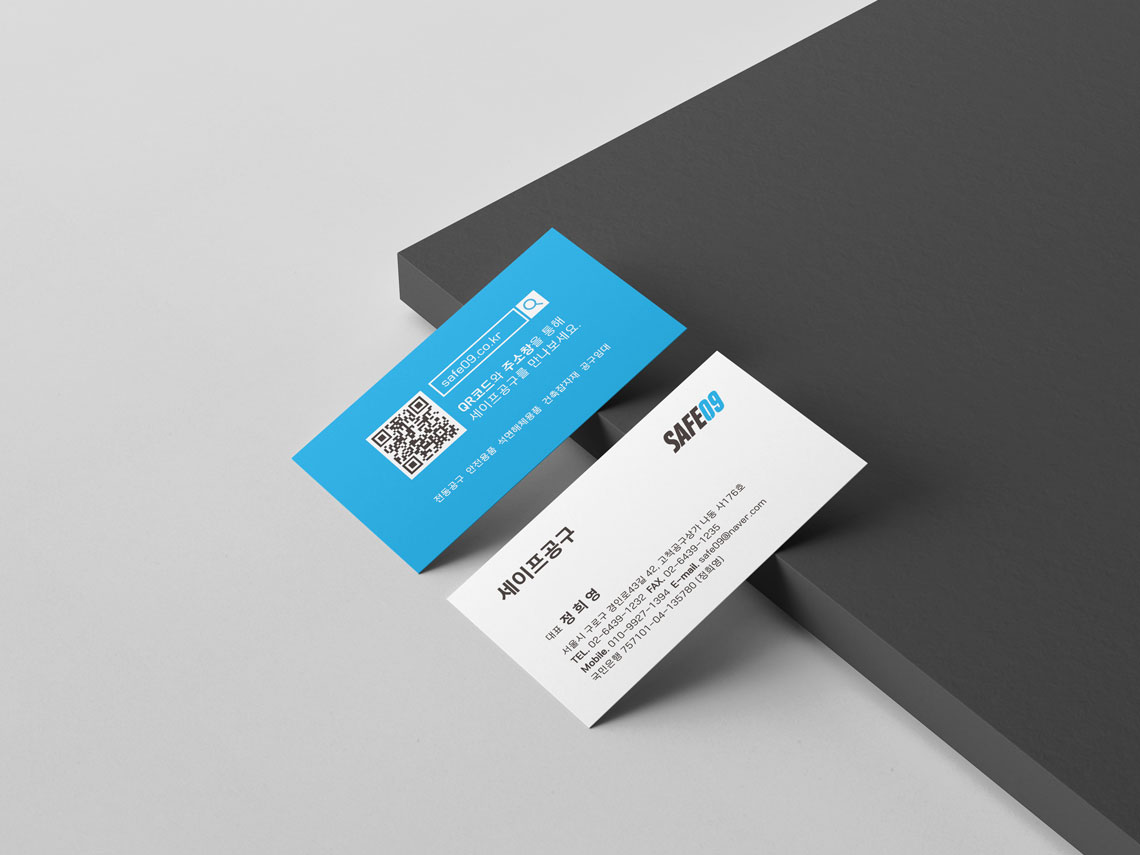 safe09.co.kr
QR코드와 주소창을 통해
세이프공구를 만나보세요.
전동공구 안전용품 석면해체용품 건축잡자재 공구임대
SAFE09
세이프공구
대표 정희영
서울시 구로구 경인로43길 42, 고척공구상가 나동 사176호
TEL. 02-6439-1232 FAX. 02-6439-1235
Mobile. 010-9927-1394 E-mail. safe09@naver.com
국민은행 757101-04-135780 (정희영)